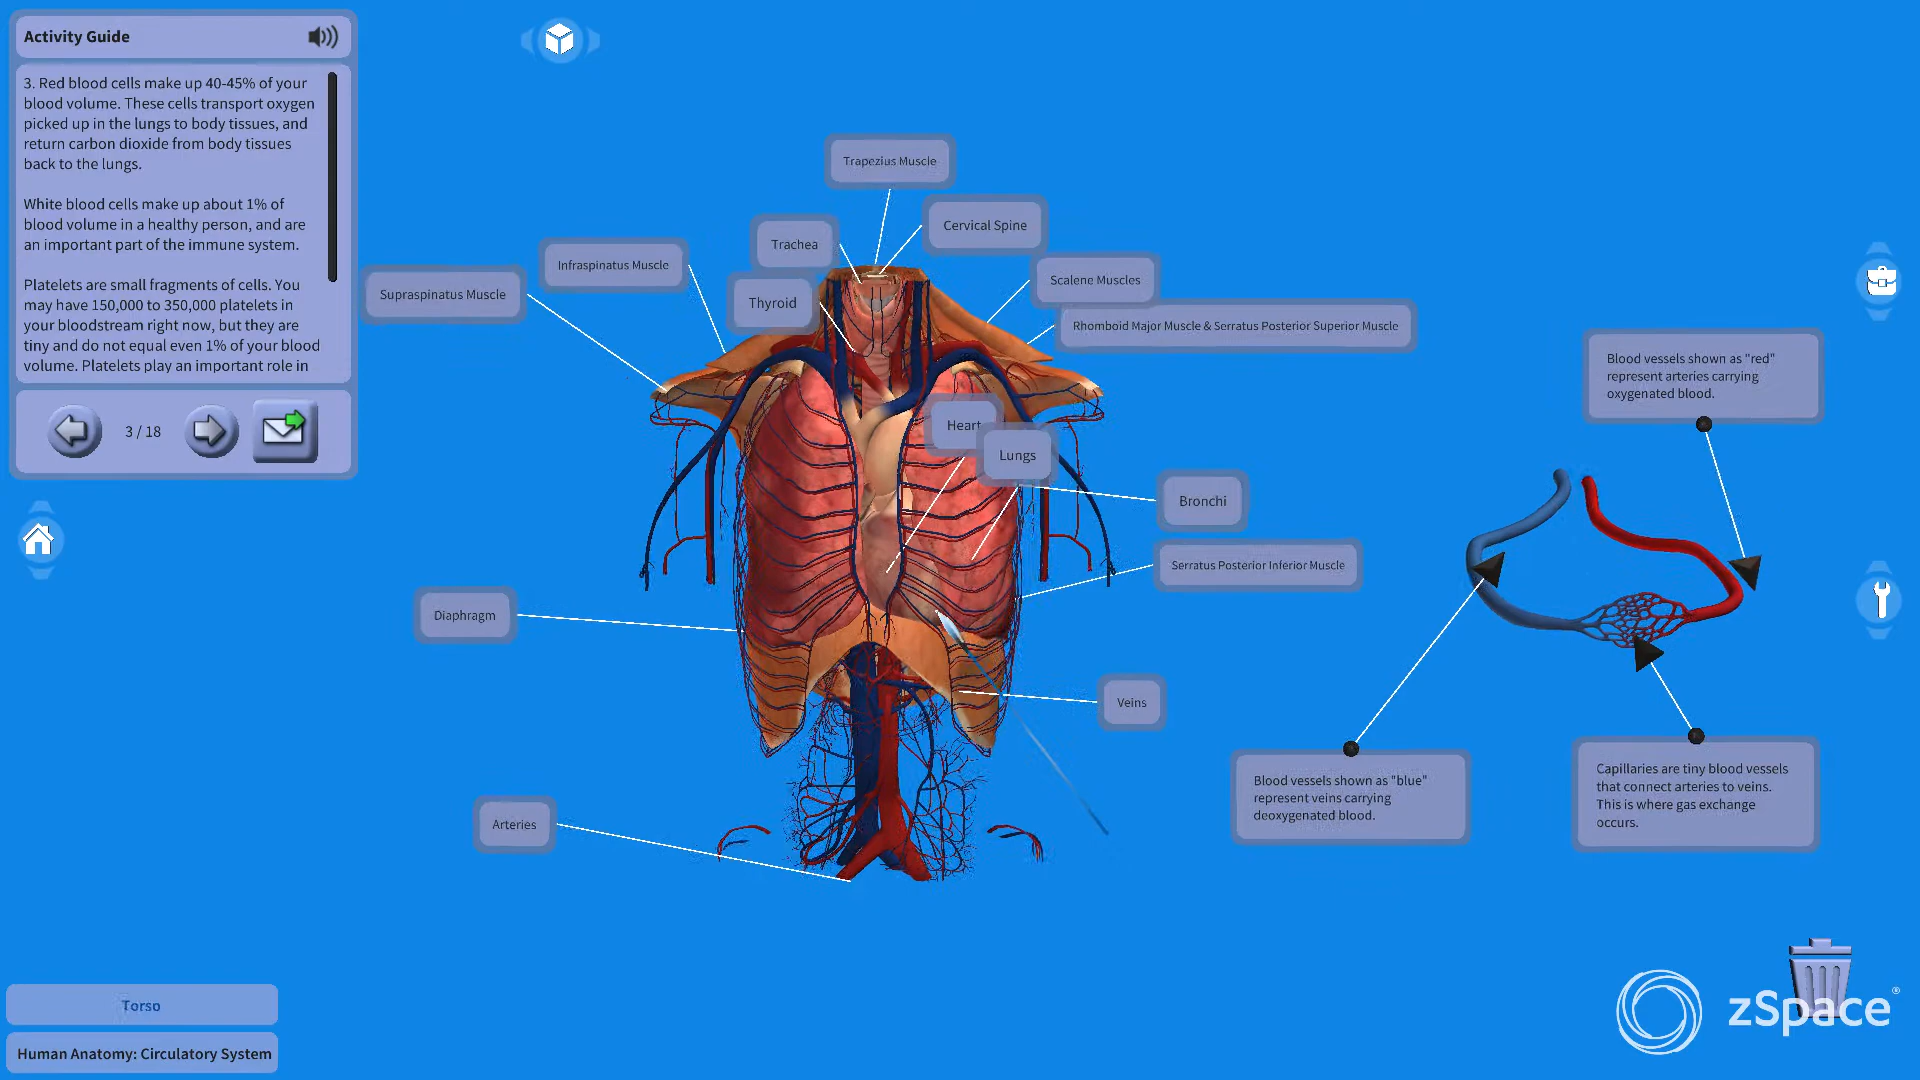 Activity Guide
3. Red blood cells make up 40-45% of your
blood volume. These cells transport oxygen
picked up in the lungs to body tissues, and
return carbon dioxide from body tissues
back to the lungs.
White blood cells make up about 1% of
blood volume in a healthy person, and are
an important part of the immune system.
Platelets are small fragments of cells. You
may have 150,000 to 350,000 platelets in
your bloodstream right now, but they are
tiny and do not equal even 1% of your blood
volume. Platelets play an important role in
3 / 18
Trapezius Muscle
Cervical Spine
Trachea
Infraspinatus Muscle
Scalene Muscles
Supraspinatus Muscle
Thyroid
Rhomboid Major Muscle & Serratus Posterior Superior Muscle
Heart
Lungs
Bronchi
Serratus Posterior Inferior Muscle
Diaphragm
Veins
Arteries
Blood vessels shown as "red"
represent arteries carrying
oxygenated blood.
Blood vessels shown as "blue"
represent veins carrying
deoxygenated blood.
Capillaries are tiny blood vessels
that connect arteries to veins.
This is where gas exchange
occurs.
Torso
Human Anatomy: Circulatory System
zSpace®